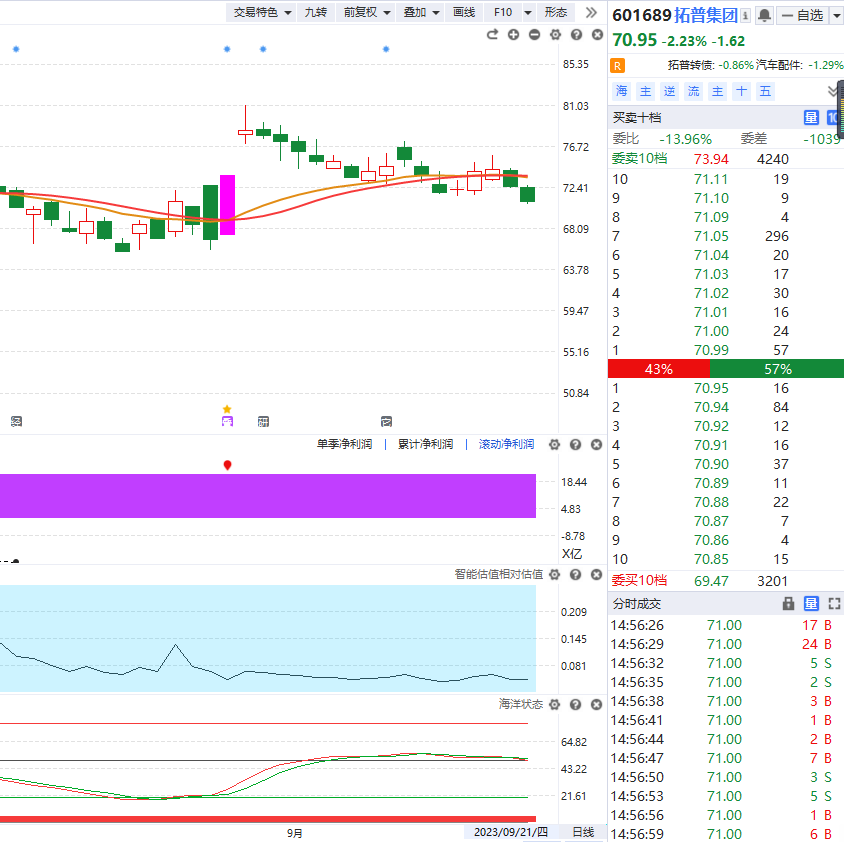 交易特色 九转 前复权 叠加 画线 F10 形态
85.35
81.03
76.72
72.41
68.09
63.78
59.47
55.16
50.84
研
单季净利润 | 累计净利润 | 滚动净利润
18.44
4.83
-8.78
X亿
智能估值相对估值
0.209
0.145
0.081
海洋状态
64.82
43.22
21.61
9月 2023/09/21/四 日线
601689 拓普集团 一 自选
70.95 -2.23% -1.62
R 拓普转债: -0.86% 汽车配件: -1.29%
海 主 逆 流 主 十 五
买卖十档 量 10
委比 -13.96% 委差 -1039
委卖10档 73.94 4240
10 71.11 19
9 71.10 9
8 71.09 4
7 71.05 296
6 71.04 20
5 71.03 17
4 71.02 30
3 71.01 16
2 71.00 24
1 70.99 57
43% 57%
1 70.95 16
2 70.94 84
3 70.92 12
4 70.91 16
5 70.90 37
6 70.89 11
7 70.88 22
8 70.87 7
9 70.86 4
10 70.85 15
委买10档 69.47 3201
分时成交 量
14:56:26 71.00 17 B
14:56:29 71.00 24 B
14:56:32 71.00 5 S
14:56:35 71.00 2 S
14:56:38 71.00 3 B
14:56:41 71.00 1 B
14:56:44 71.00 2 B
14:56:47 71.00 7 B
14:56:50 71.00 3 S
14:56:53 71.00 5 S
14:56:56 71.00 1 B
14:56:59 71.00 6 B